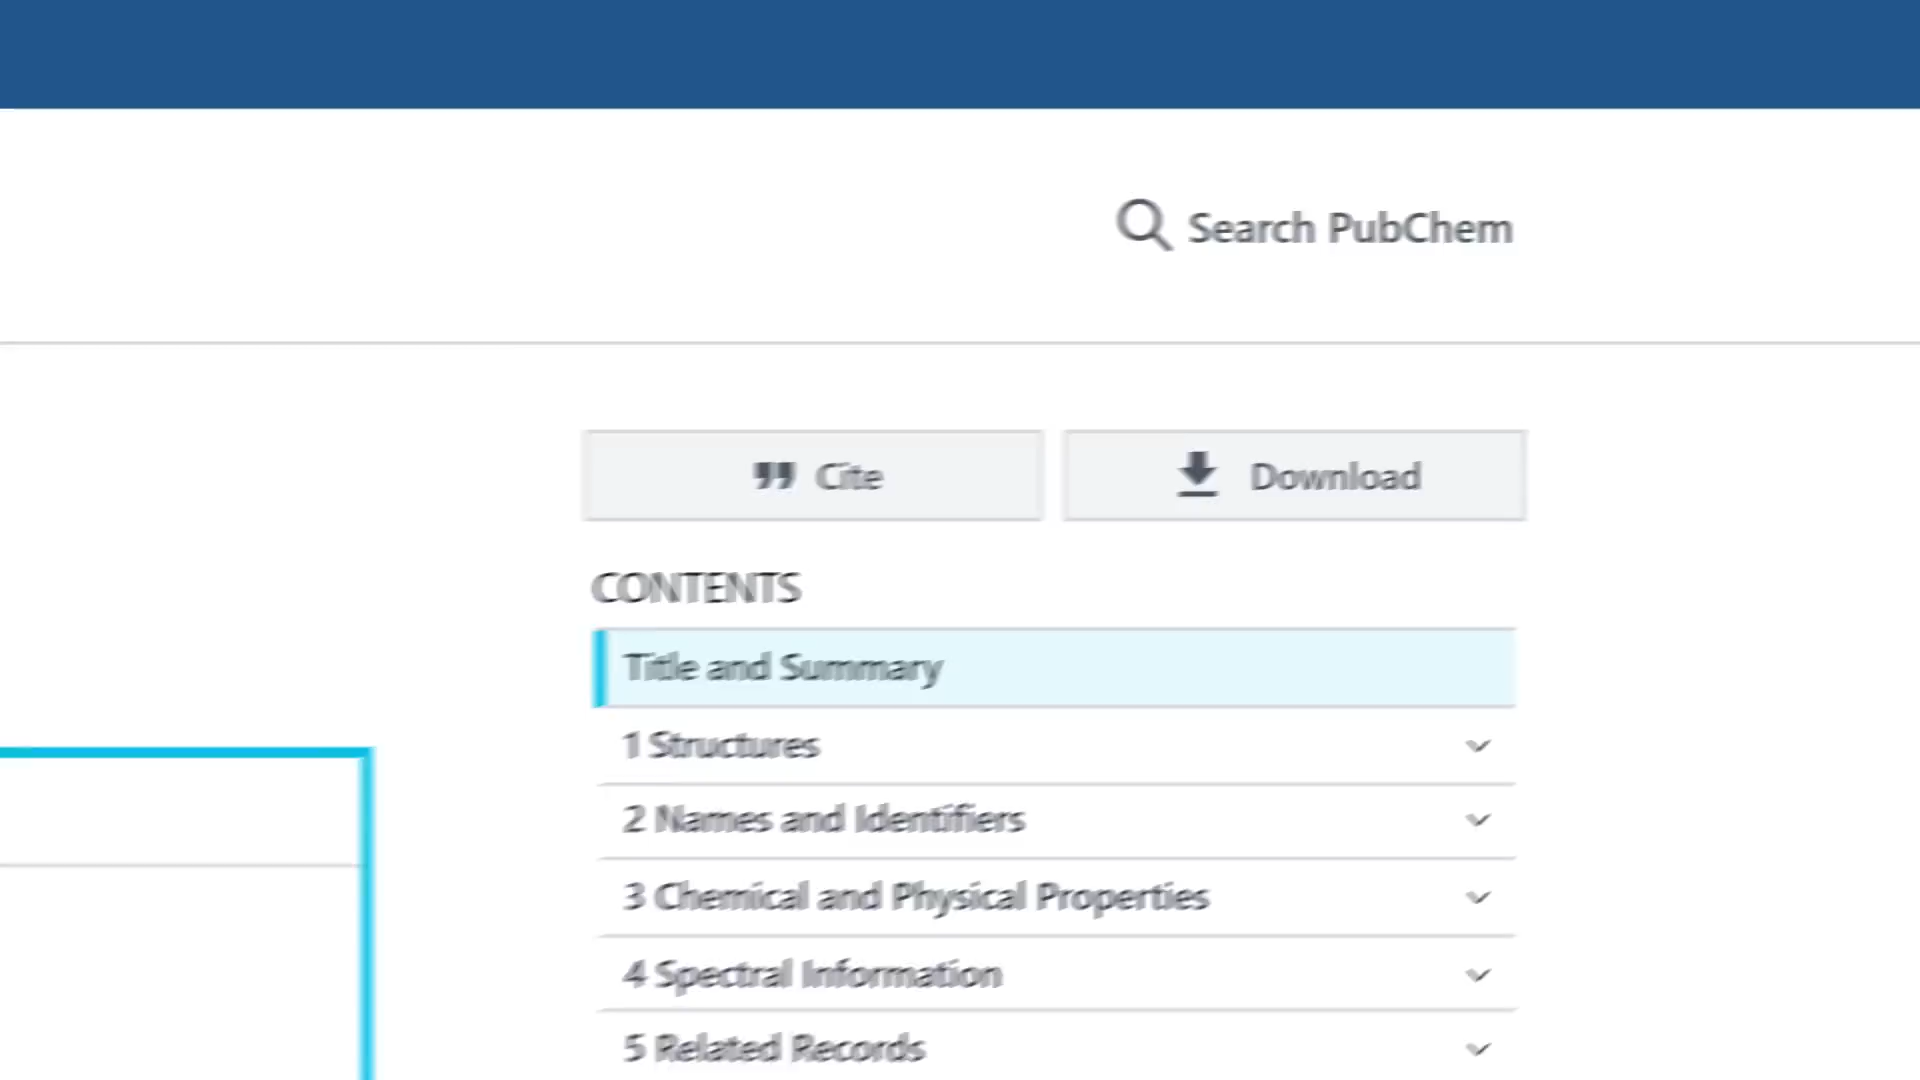 Search PubChem
Cite
Download
CONTENTS
Title and Summary
1 Structures
2 Names and Identifiers
3 Chemical and Physical Properties
4 Spectral Information
5 Related Records